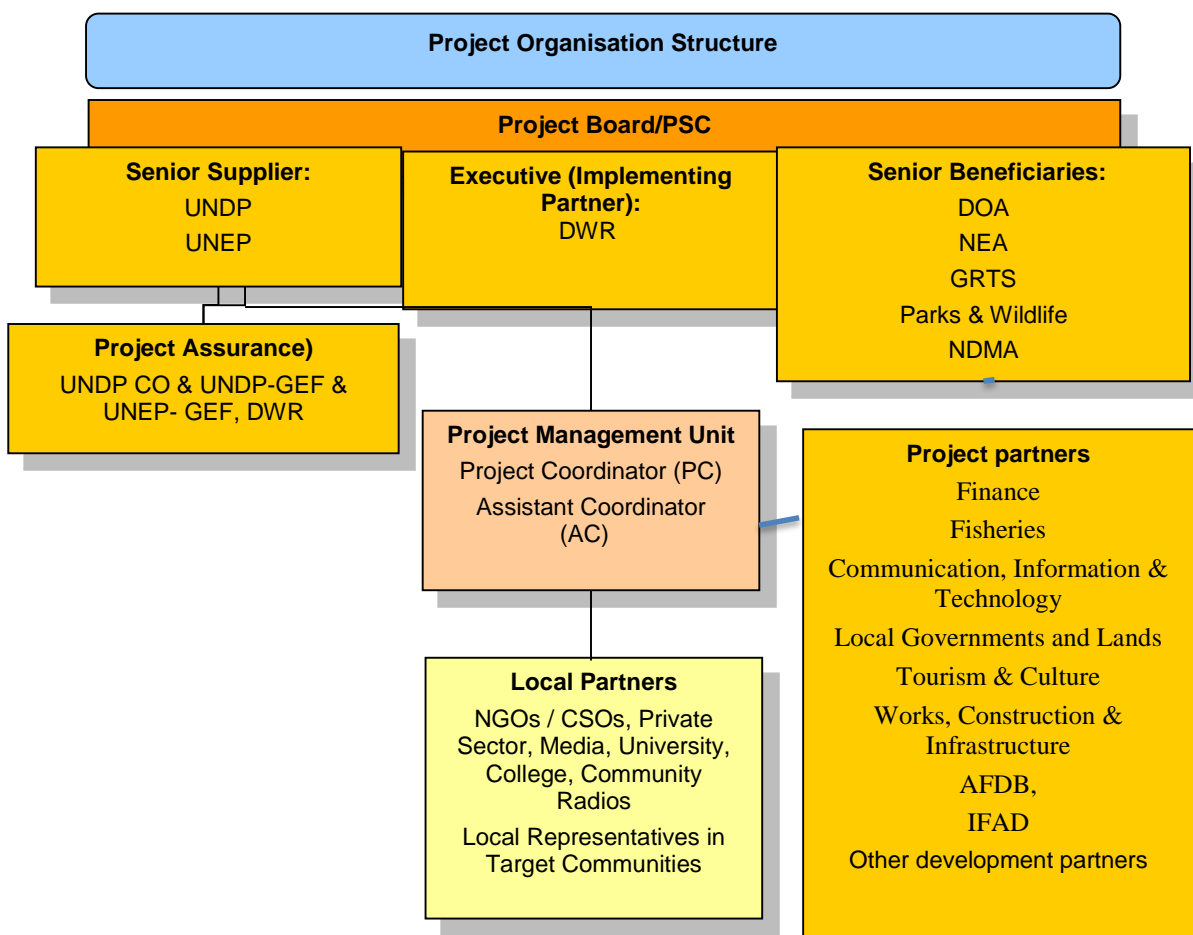 Project Organisation Structure
Project Board/PSC
Senior Supplier:
UNDP
UNEP
Executive (Implementing
Partner):
DWR
Senior Beneficiaries:
DOA
NEA
GRTS
Parks & Wildlife
NDMA
Project Assurance)
UNDP CO & UNDP-GEF &
UNEP- GEF, DWR
Project Management Unit
Project Coordinator (PC)
Assistant Coordinator
(AC)
Project partners
Finance
Fisheries
Communication, Information &
Technology
Local Governments and Lands
Tourism & Culture
Works, Construction &
Infrastructure
AFDB,
IFAD
Other development partners
Local Partners
NGOs / CSOs, Private
Sector, Media, University,
College, Community
Radios
Local Representatives in
Target Communities